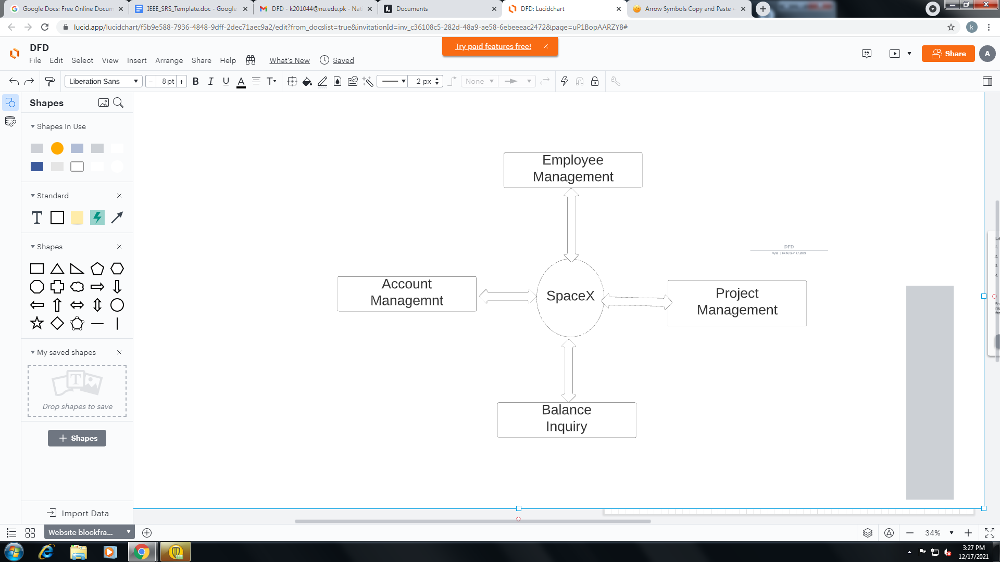 Google Docs: Free Online Docum
IEEE_SRS_Template.doc - Google
DFD - k201044@nu.edu.pk - Nati
Documents
DFD: Lucidchart
Arrow Symbols Copy and Paste -
lucid.app/lucidchart/f5b9e588-7936-4848-9dff-2dec71aec9a2/edit?from_docslist=true&invitationId=inv_c36108c5-282d-48a9-ae58-6ebeeeac2472&page=uP1BopAARZY8#
k
DFD
Try paid features free!
File Edit Select View Insert Arrange Share Help What's New Saved
Share
A
Liberation Sans
8 pt
B I U A T
2 px
None
Shapes
Shapes In Use
Standard
T
Shapes
My saved shapes
T
Drop shapes to save
+ Shapes
Import Data
Employee
Management
DFD
December 17, 2021
Account
Managemnt
SpaceX
Project
Management
Balance
Inquiry
Website blockfra...
34%
3:27 PM
12/17/2021